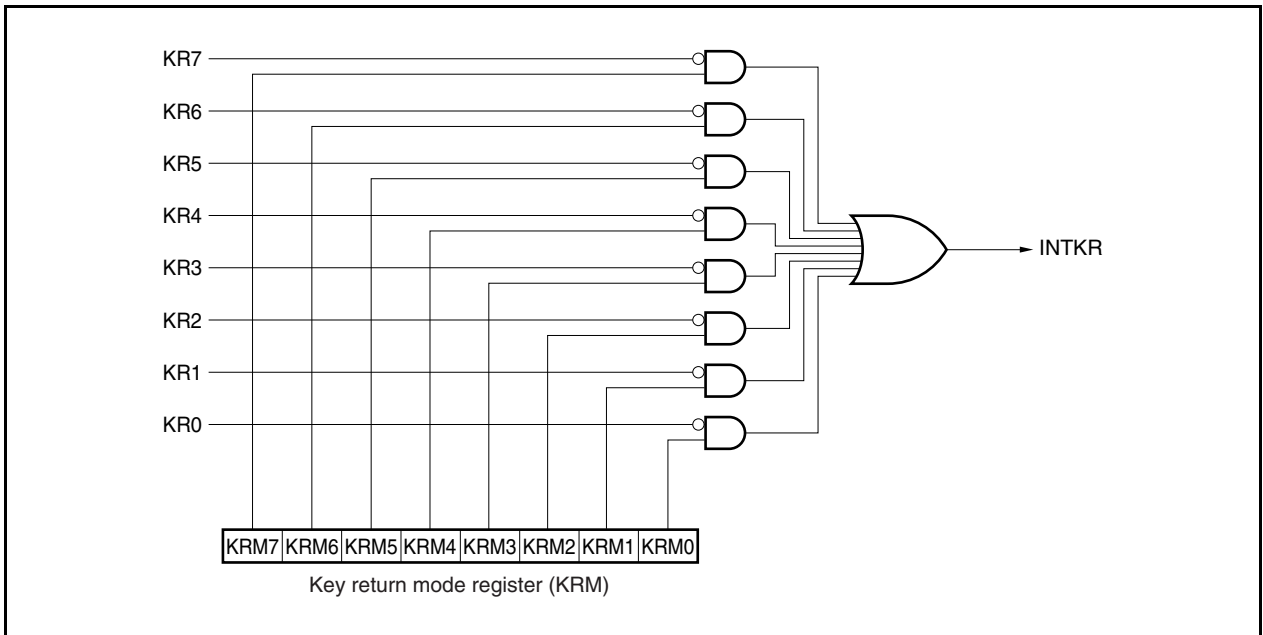 KR7
KR6
KR5
KR4
KR3
KR2
KR1
KR0
INTKR
KRM7 KRM6 KRM5 KRM4 KRM3 KRM2 KRM1 KRM0
Key return mode register (KRM)